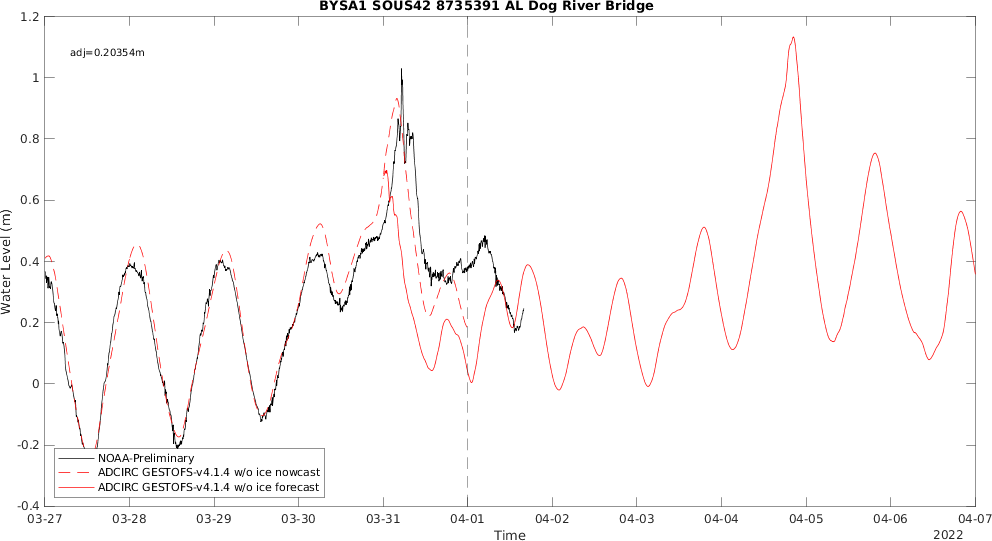 BYSA1 SOUS42 8735391 AL Dog River Bridge
adj=0.20354m
Water Level (m)
1.2
1
0.8
0.6
0.4
0.2
0
-0.2
-0.4
NOAA-Preliminary
ADCIRC GESTOFS-v4.1.4 w/o ice nowcast
ADCIRC GESTOFS-v4.1.4 w/o ice forecast
03-27 03-28 03-29 03-30 03-31 04-01 04-02 04-03 04-04 04-05 04-06 04-07
Time
2022